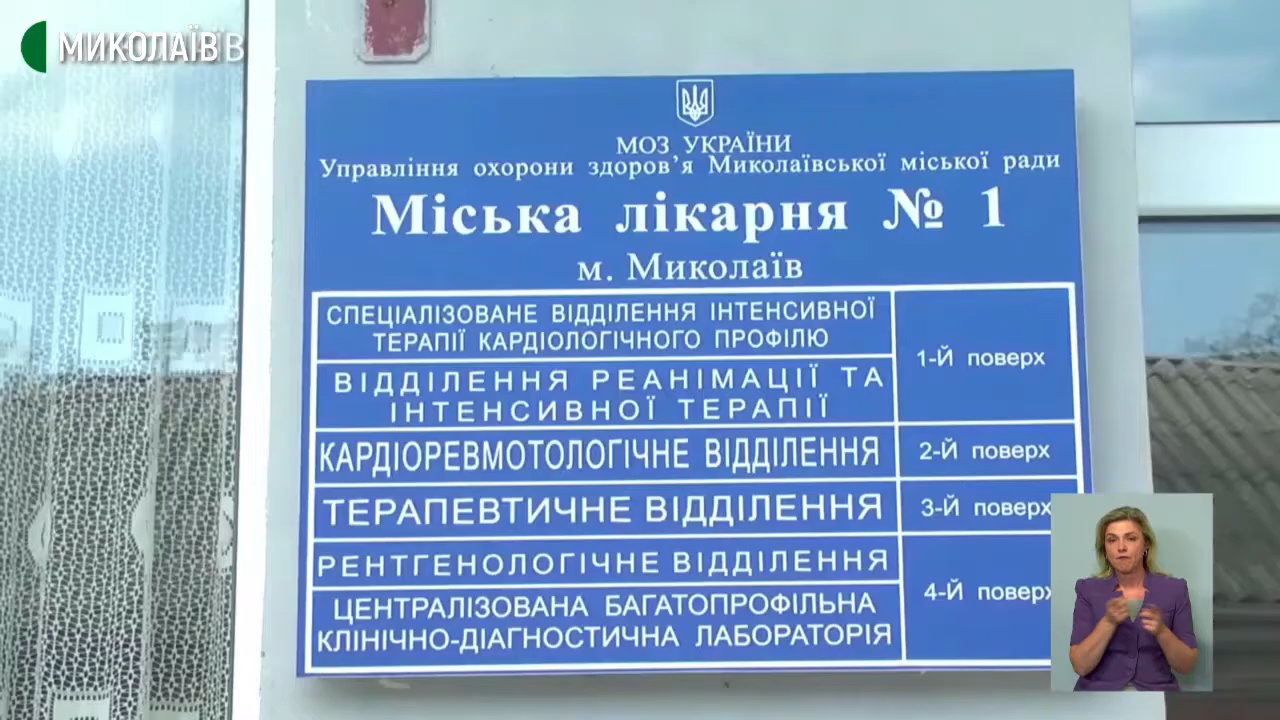 МИКОЛАЇВ В
МОЗ УКРАЇНИ
Управління охорони здоров’я Миколаївської міської ради
Міська лікарня № 1
м. Миколаїв
СПЕЦІАЛІЗОВАНЕ ВІДДІЛЕННЯ ІНТЕНСИВНОЇ
ТЕРАПІЇ КАРДІОЛОГІЧНОГО ПРОФІЛЮ
1-Й поверх
ВІДДІЛЕННЯ РЕАНІМАЦІЇ ТА
ІНТЕНСИВНОЇ ТЕРАПІЇ
КАРДІОРЕВМОТОЛОГІЧНЕ ВІДДІЛЕННЯ
2-Й поверх
ТЕРАПЕВТИЧНЕ ВІДДІЛЕННЯ
3-Й поверх
РЕНТГЕНОЛОГІЧНЕ ВІДДІЛЕННЯ
4-Й поверх
ЦЕНТРАЛІЗОВАНА БАГАТОПРОФІЛЬНА
КЛІНІЧНО-ДІАГНОСТИЧНА ЛАБОРАТОРІЯ